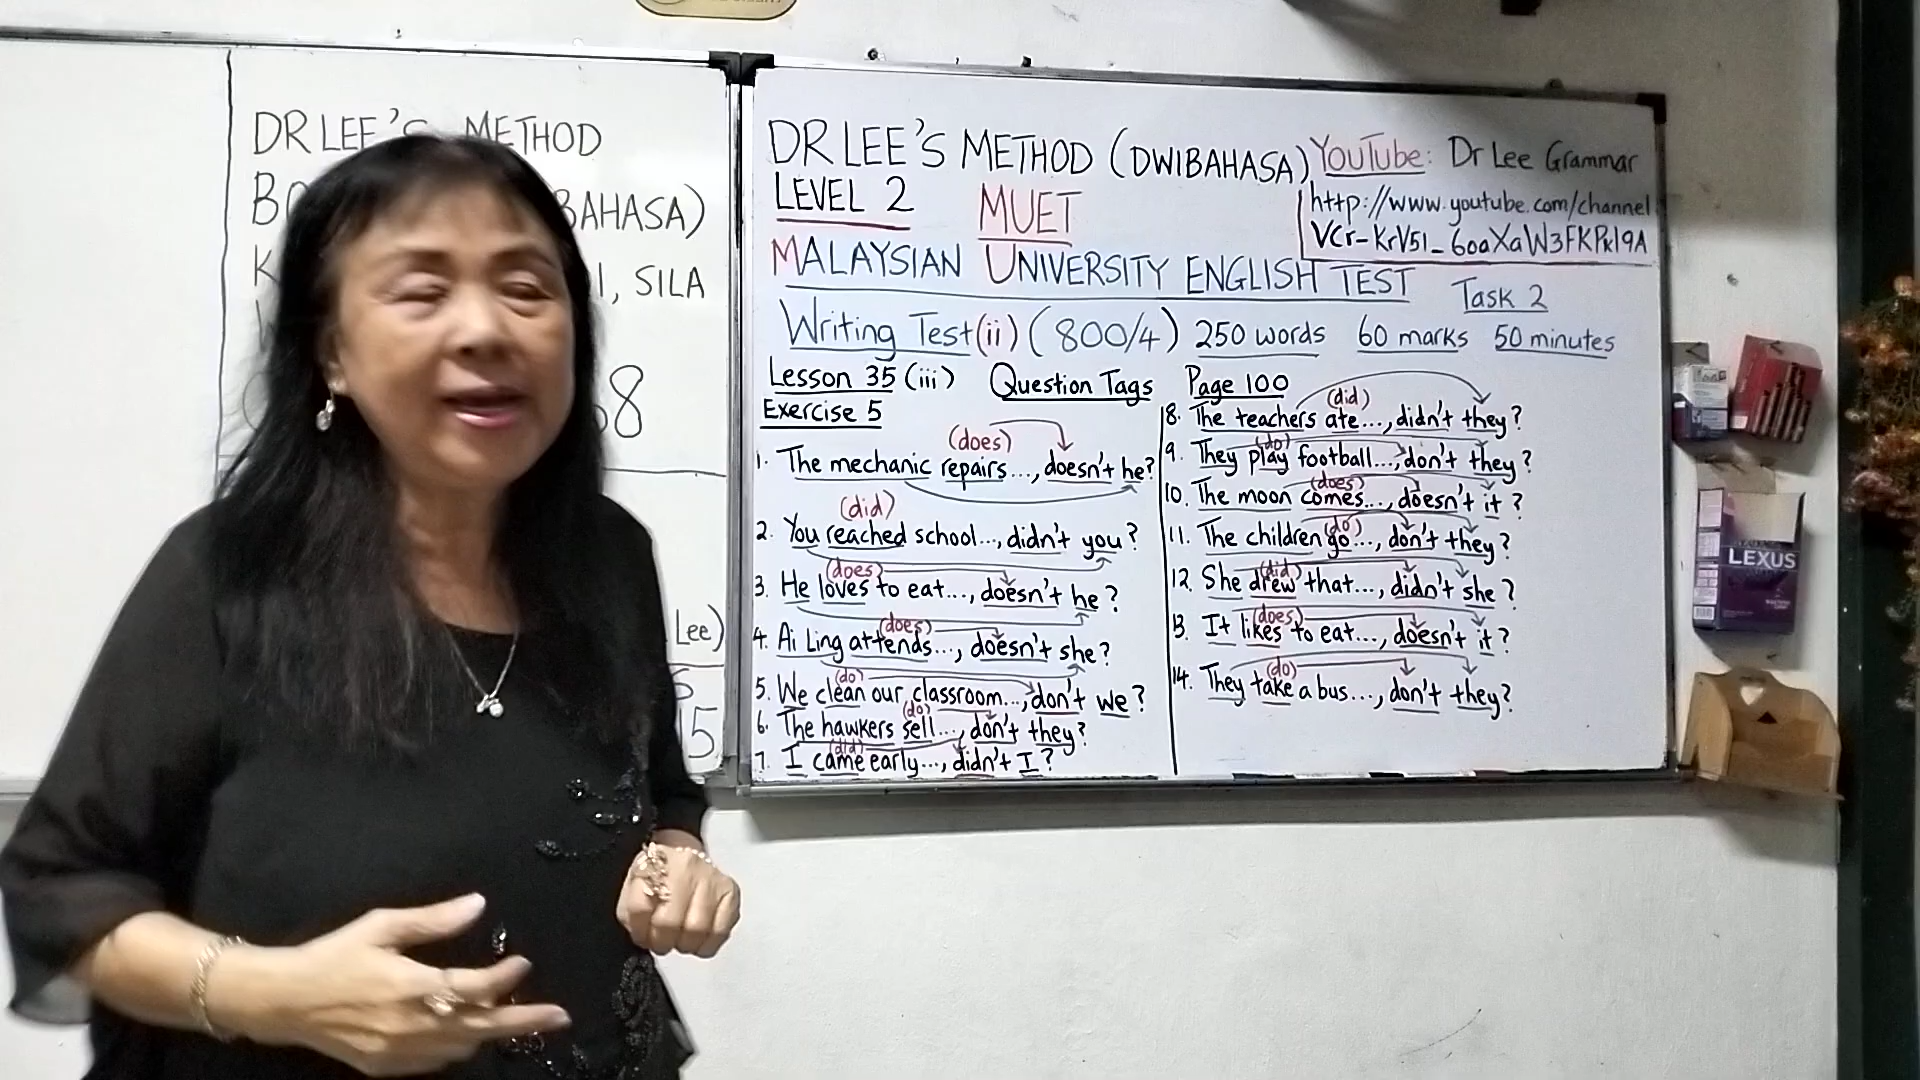 DR LEE'S METHOD
BAHASA)
SILA
Lee)
DR LEE'S METHOD (DWIBAHASA)
LEVEL 2 MUET
YouTube: Dr Lee Grammar
http://www.youtube.com/channel
VCr-KrV51_6oaXaW3FKPkl9A
MALAYSIAN UNIVERSITY ENGLISH TEST Task 2
Writing Test (ii) (800/4) 250 words 60 marks 50 minutes
Lesson 35 (iii) Question Tags Page 100
Exercise 5
(does)
1. The mechanic repairs..., doesn't he?
(did)
2. You reached school..., didn't you?
(does)
3. He loves to eat..., doesn't he?
(does)
4. Ai Ling attends..., doesn't she?
(do)
5. We clean our classroom..., don't we?
(do)
6. The hawkers sell..., don't they?
(did)
7. I came early..., didn't I?
(did)
8. The teachers ate..., didn't they?
(do)
9. They play football..., don't they?
(does)
10. The moon comes..., doesn't it?
(do)
11. The children go..., don't they?
(did)
12. She drew that..., didn't she?
(does)
13. It likes to eat..., doesn't it?
(do)
14. They take a bus..., don't they?
LEXUS